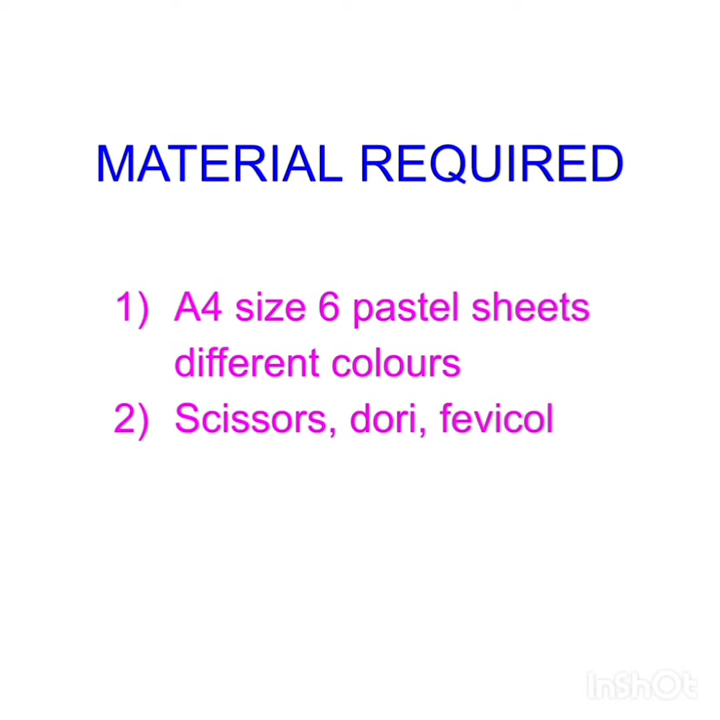 MATERIAL REQUIRED
1) A4 size 6 pastel sheets
different colours
2) Scissors, dori, fevicol
InShOt